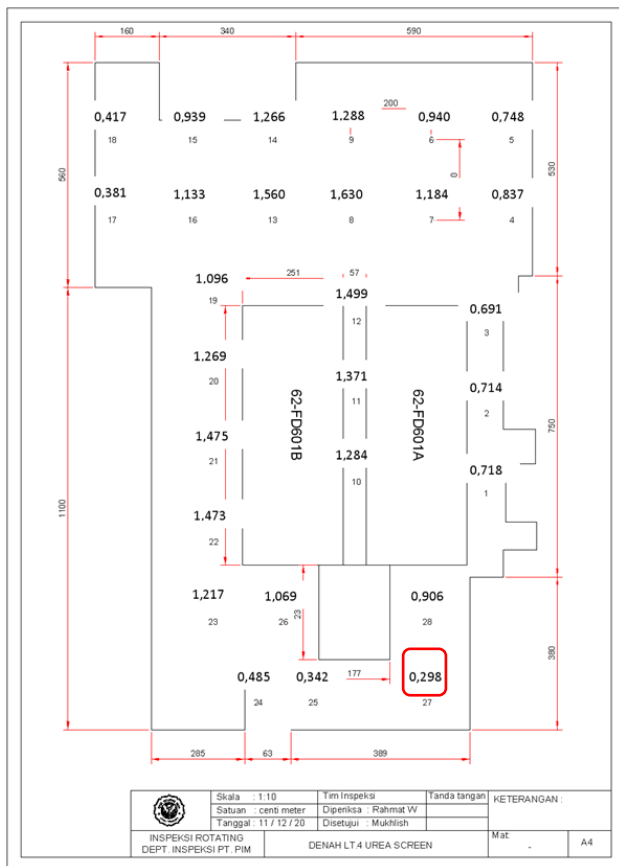 160 340 590
200
0,417 0,939 1,266 1.288 0,940 0,748
18 15 14 9 6 5
560 0 530
0,381 1,133 1,560 1,630 1,184 0,837
17 16 13 8 7 4
1.096 251 57
19 1,499
12 0,691
3
1,269
20 1,371 0,714
11 2
62-FD601B 62-FD601A
1,475 750
21 1,284 0,718
10 1
1100
1,473
22
1,217 1,069 0,906
23 26 23 28
380
0,485 0,342 177 0,298
24 25 27
285 63 389
Skala : 1:10 Tim Inspeksi Tanda tangan KETERANGAN :
Satuan : centi meter Diperiksa : Rahmat W
Tanggal : 11 / 12 / 20 Disetujui : Mukhlish
INSPEKSI ROTATING
DEPT. INSPEKSI PT. PIM DENAH LT.4 UREA SCREEN Mat: - A4